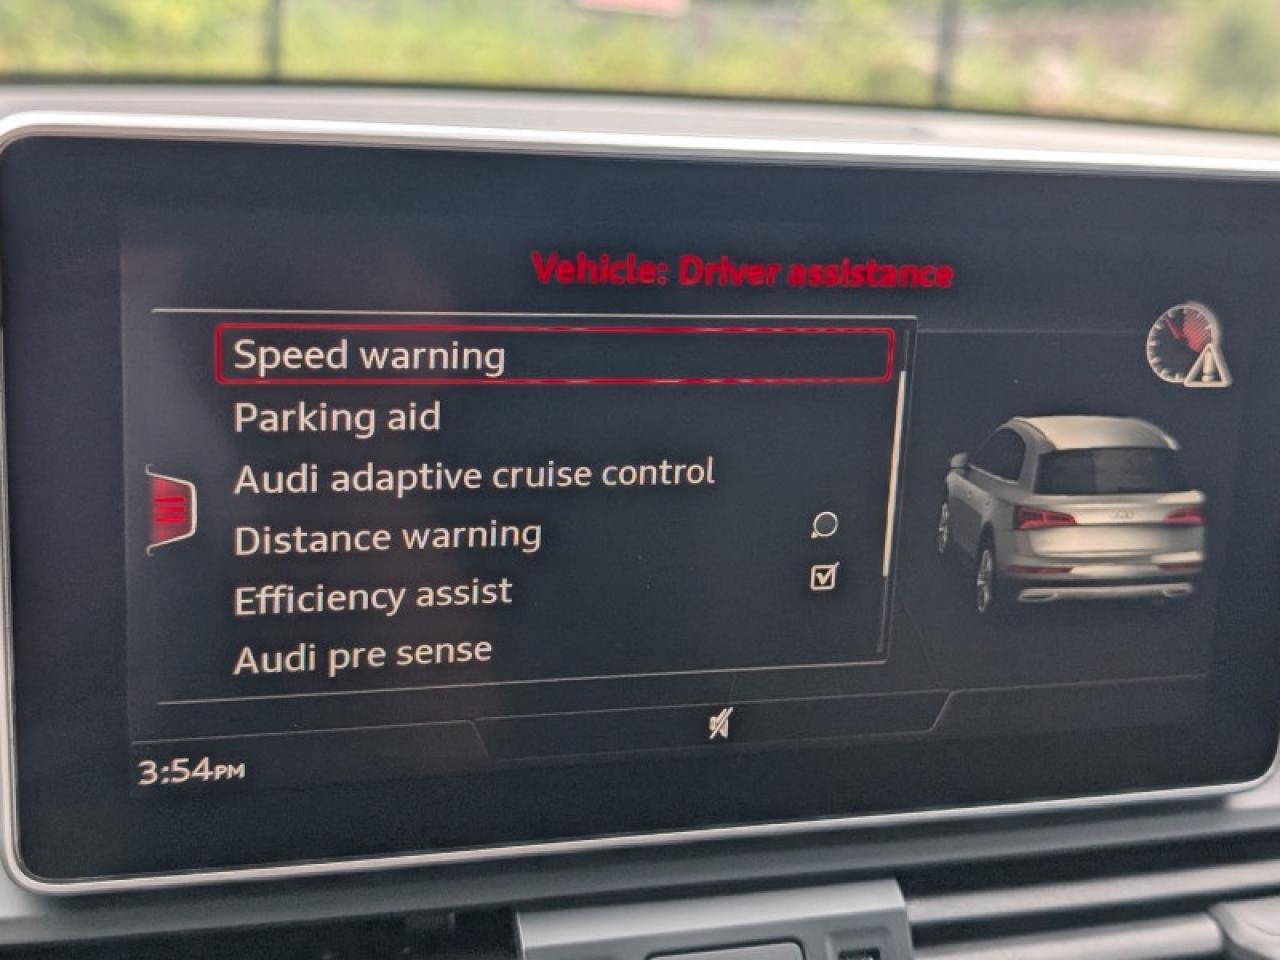 Vehicle: Driver assistance
Speed warning
Parking aid
Audi adaptive cruise control
Distance warning
Efficiency assist
Audi pre sense
3:54PM